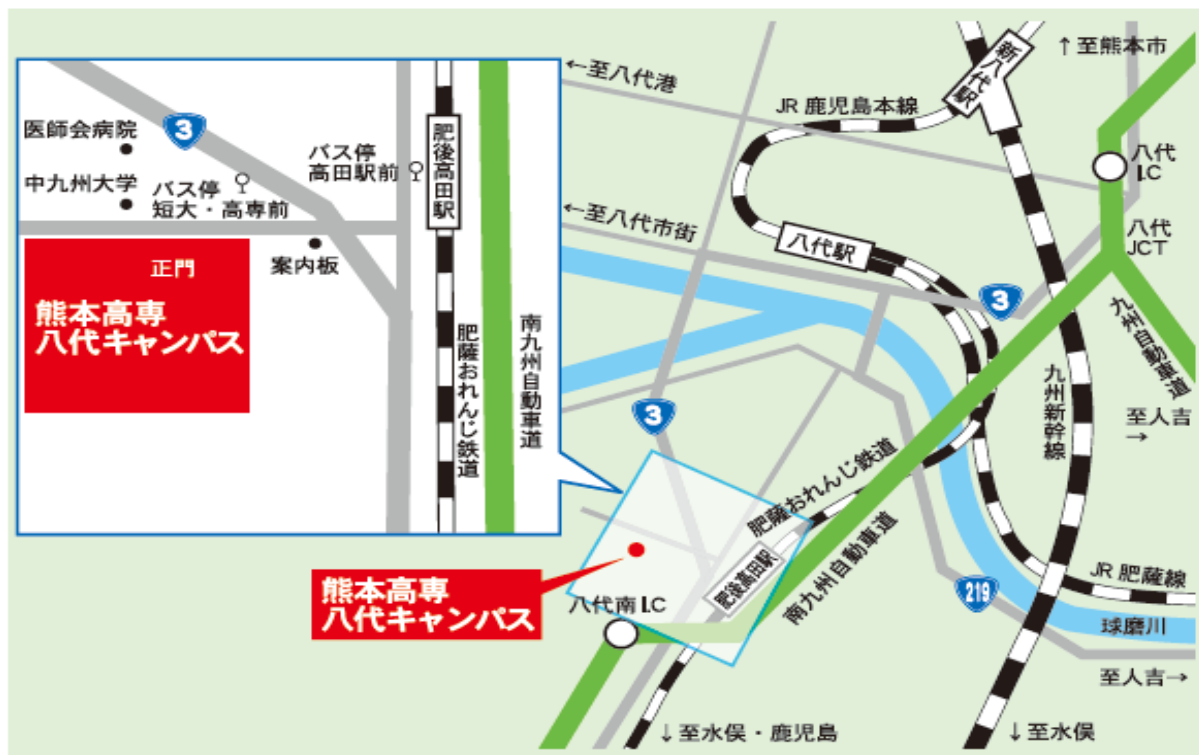 医師会病院
3
中九州大学
バス停
短大・高専前
バス停
高田駅前
肥後高田駅
案内板
正門
熊本高専
八代キャンパス
肥薩おれんじ鉄道
南九州自動車道
←至八代港
JR鹿児島本線
新八代駅
↑至熊本市
八代
I.C
八代
JCT
←至八代市街
八代駅
3
九州自動車道
九州新幹線
至人吉
→
3
肥薩おれんじ鉄道
肥後高田駅
南九州自動車道
熊本高専
八代キャンパス
八代南I.C
219
JR肥薩線
球磨川
至人吉→
↓至水俣・鹿児島
↓至水俣